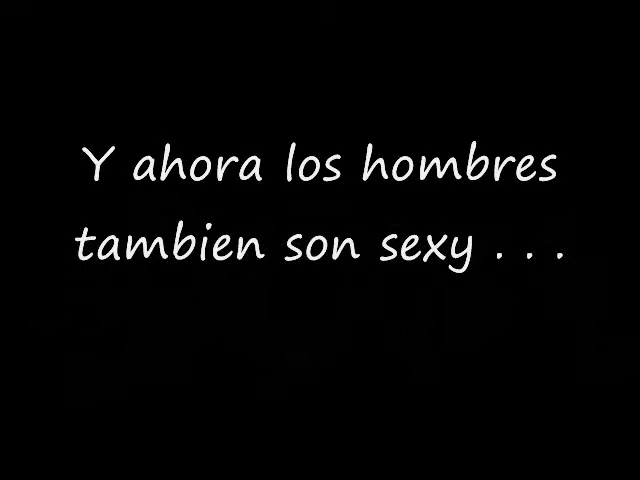 Y ahora los hombres
tambien son sexy . . .